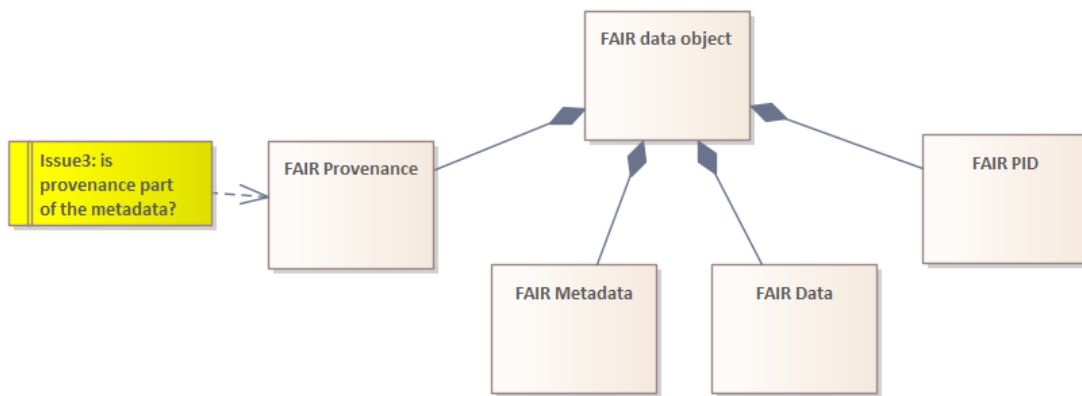 FAIR data object
Issue3: is
provenance part
of the metadata?
FAIR Provenance
FAIR PID
FAIR Metadata
FAIR Data